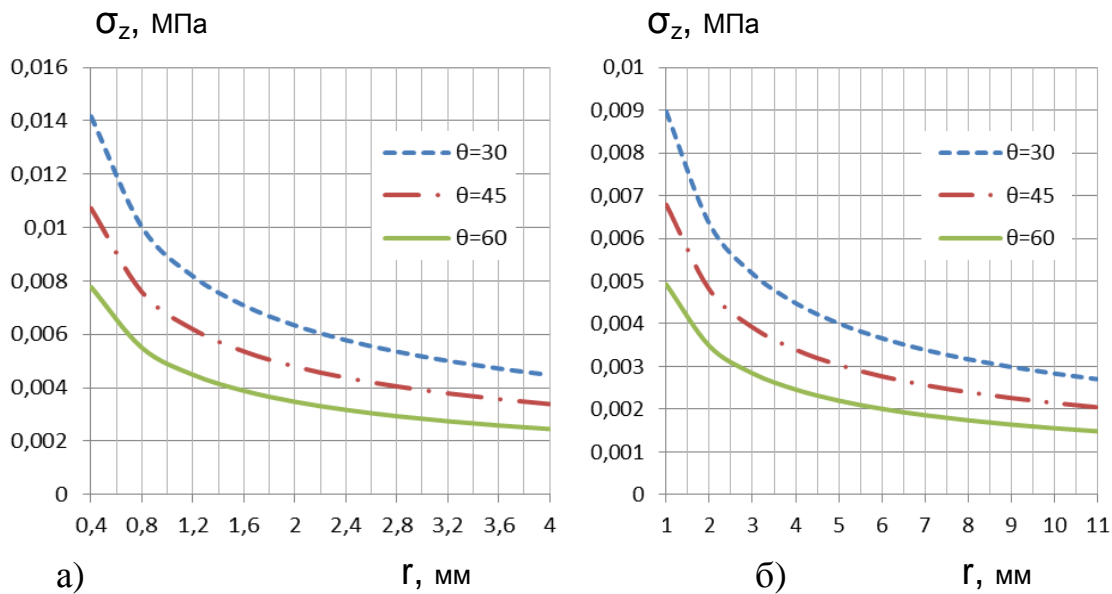 σz, МПа
0,016
0,014
0,012
0,01
0,008
0,006
0,004
0,002
0
θ=30
θ=45
θ=60
0,4 0,8 1,2 1,6 2 2,4 2,8 3,2 3,6 4
а) r, мм
σz, МПа
0,01
0,009
0,008
0,007
0,006
0,005
0,004
0,003
0,002
0,001
0
θ=30
θ=45
θ=60
1 2 3 4 5 6 7 8 9 10 11
б) r, мм